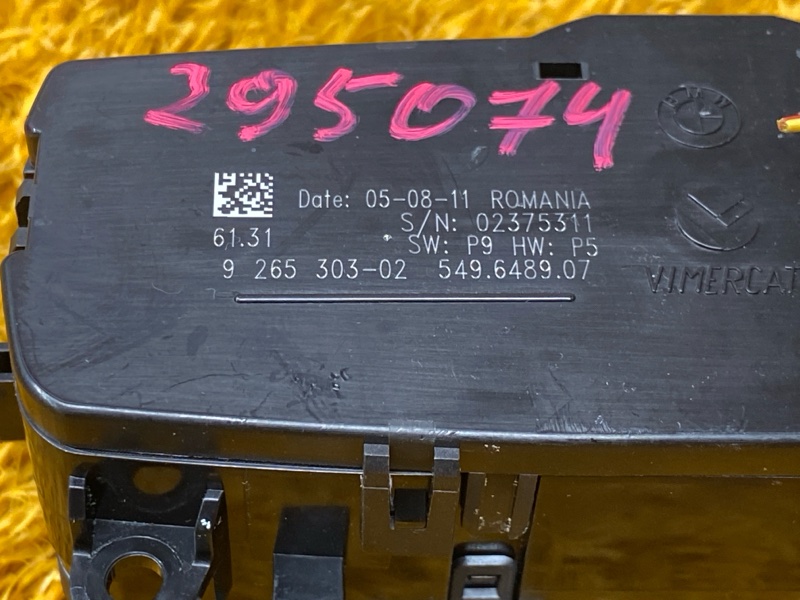 295074
BMW
Date: 05-08-11 ROMANIA
S/N: 02375311
61.31
SW: P9 HW: P5
9 265 303-02 549.6489.07
VIMERCAT